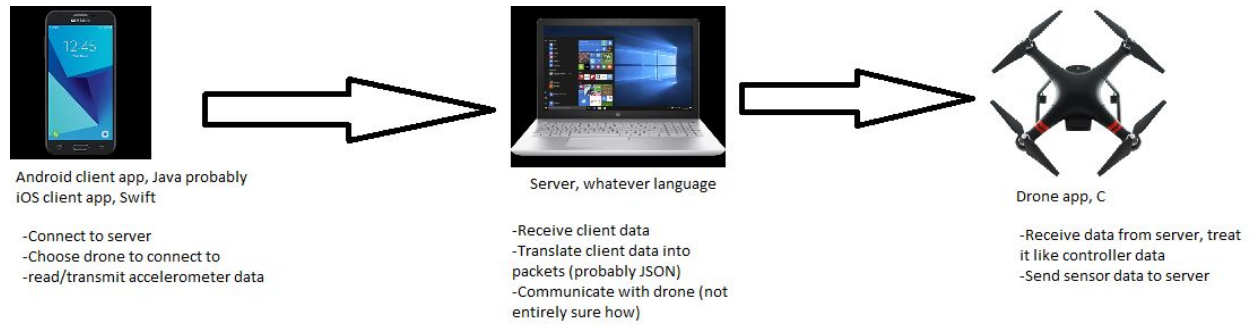 12:45
Android client app, Java probably
iOS client app, Swift
-Connect to server
-Choose drone to connect to
-read/transmit accelerometer data
Server, whatever language
-Receive client data
-Translate client data into
packets (probably JSON)
-Communicate with drone (not
entirely sure how)
Drone app, C
-Receive data from server, treat
it like controller data
-Send sensor data to server